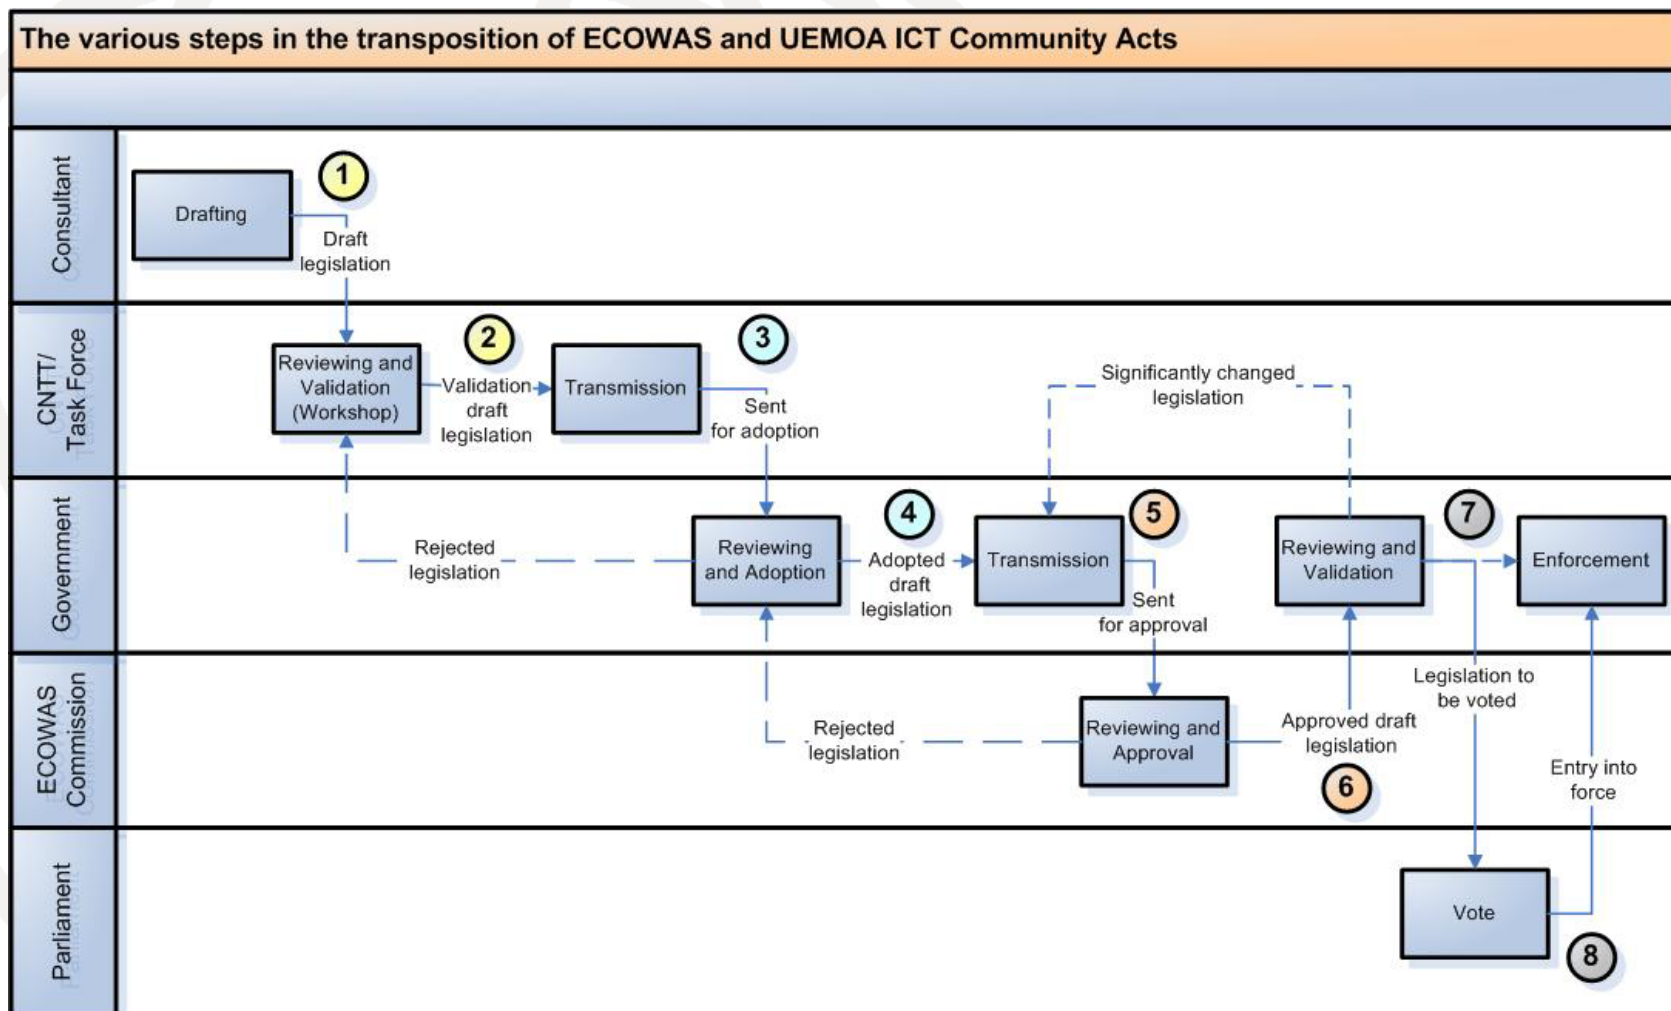 The various steps in the transposition of ECOWAS and UEMOA ICT Community Acts
Consultant
Drafting
1
Draft
legislation
CNTT/
Task Force
Reviewing and
Validation
(Workshop)
2
Validation
draft
legislation
Transmission
3
Sent
for adoption
Significantly changed
legislation
Government
Rejected
legislation
Reviewing
and Adoption
4
Adopted
draft
legislation
Transmission
5
Sent
for approval
Reviewing and
Validation
7
Enforcement
ECOWAS
Commission
Rejected
legislation
Reviewing and
Approval
Approved draft
legislation
6
Legislation to
be voted
Entry into
force
Parliament
Vote
8